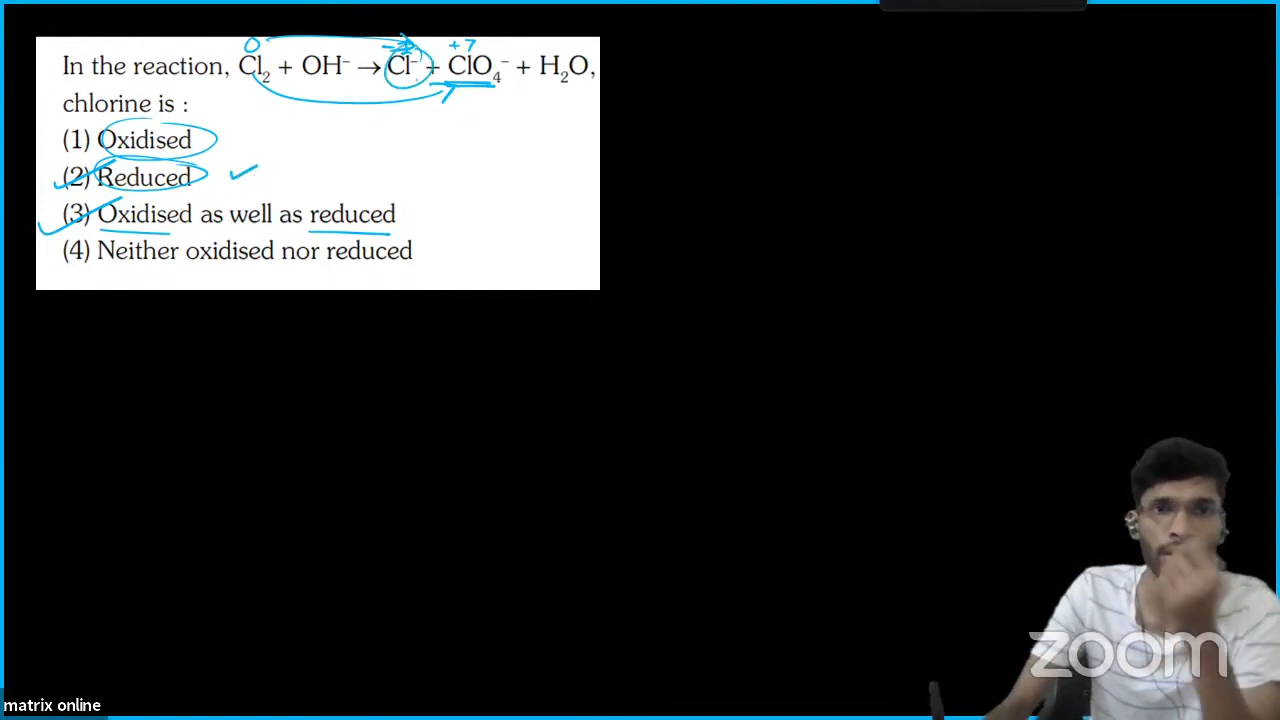 0 +7
In the reaction, Cl₂ + OH⁻ → Cl⁻ + ClO₄⁻ + H₂O,
chlorine is :
(1) Oxidised
(2) Reduced
(3) Oxidised as well as reduced
(4) Neither oxidised nor reduced
zoom
matrix online